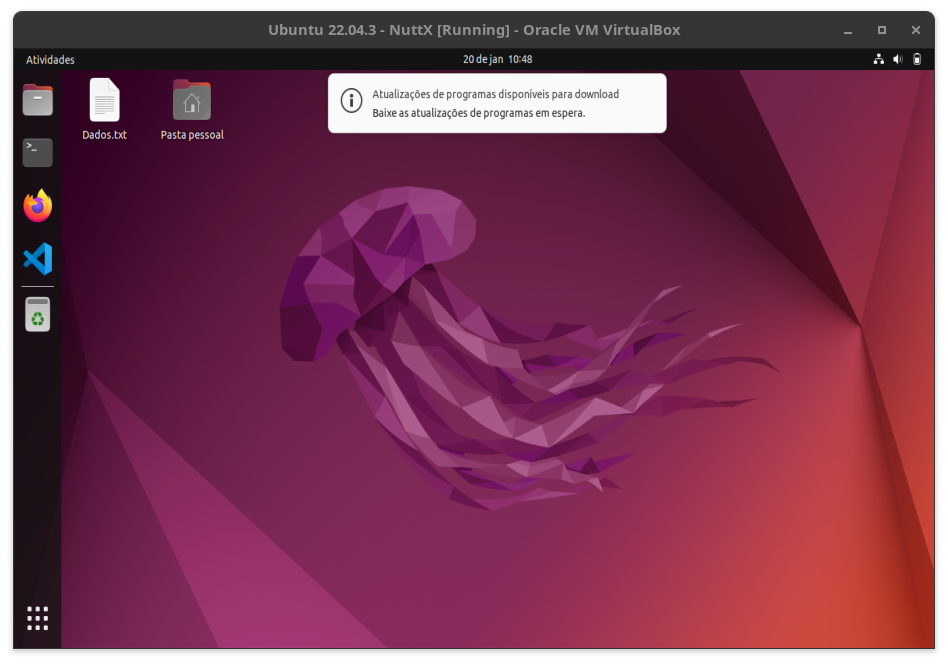 Ubuntu 22.04.3 - NuttX [Running] - Oracle VM VirtualBox
Atividades
20 de jan 10:48
Atualizações de programas disponíveis para download
Baixe as atualizações de programas em espera.
Dados.txt
Pasta pessoal
>_